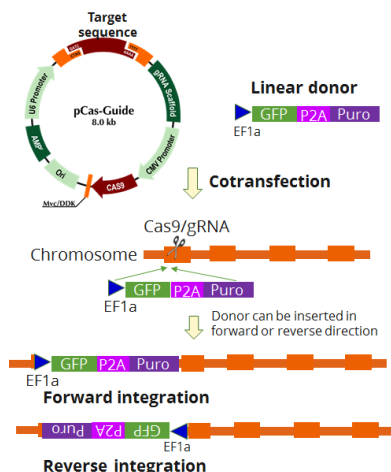 Target
sequence
U6 Promoter
gRNA Scaffold
pCas-Guide
8.0 kb
AMP
CMV Promoter
Ori
CAS9
Myc/DDK
Linear donor
GFP P2A Puro
EF1a
Cotransfection
Cas9/gRNA
Chromosome
GFP P2A Puro
EF1a
Donor can be inserted in
forward or reverse direction
GFP P2A Puro
EF1a
Forward integration
Puro P2A GFP
EF1a
Reverse integration